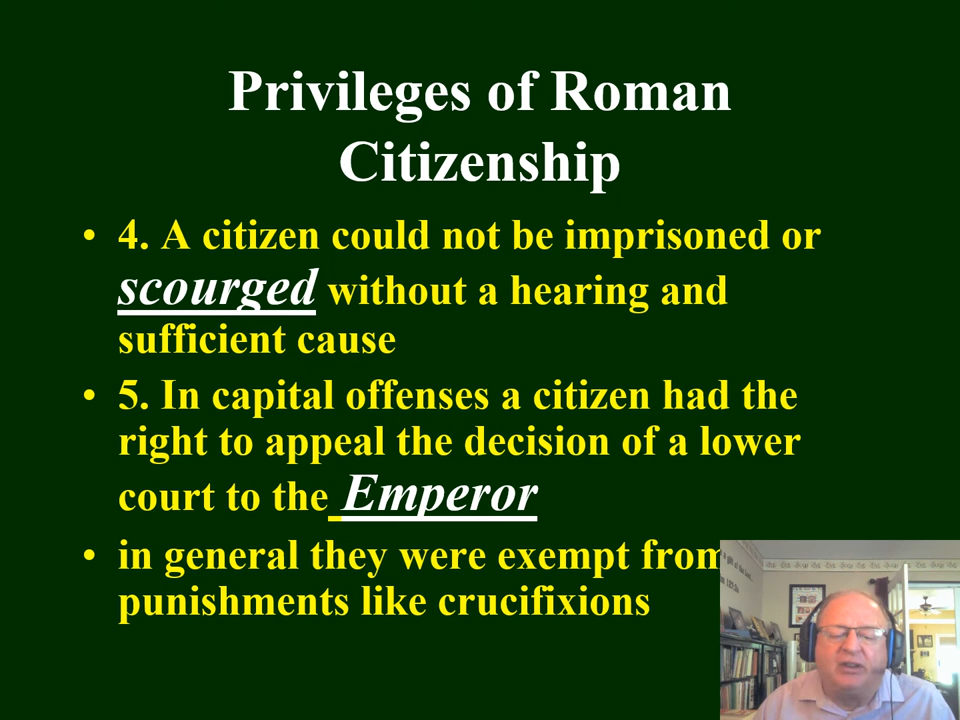 Privileges of Roman
Citizenship
• 4. A citizen could not be imprisoned or
scourged without a hearing and
sufficient cause
• 5. In capital offenses a citizen had the
right to appeal the decision of a lower
court to the Emperor
• in general they were exempt from
punishments like crucifixions